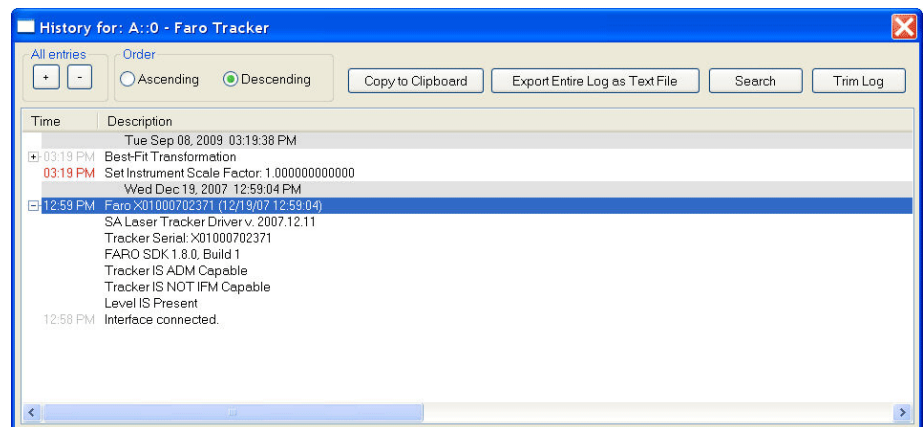 History for: A::0 - Faro Tracker
All entries
Order
+ -
Ascending Descending
Copy to Clipboard
Export Entire Log as Text File
Search
Trim Log
Time Description
Tue Sep 08, 2009 03:19:38 PM
03:19 PM Best-Fit Transformation
03:19 PM Set Instrument Scale Factor: 1.000000000000
Wed Dec 19, 2007 12:59:04 PM
12:59 PM Faro X01000702371 (12/19/07 12:59:04)
SA Laser Tracker Driver v. 2007.12.11
Tracker Serial: X01000702371
FARO SDK 1.8.0, Build 1
Tracker IS ADM Capable
Tracker IS NOT IFM Capable
Level IS Present
12:58 PM Interface connected.